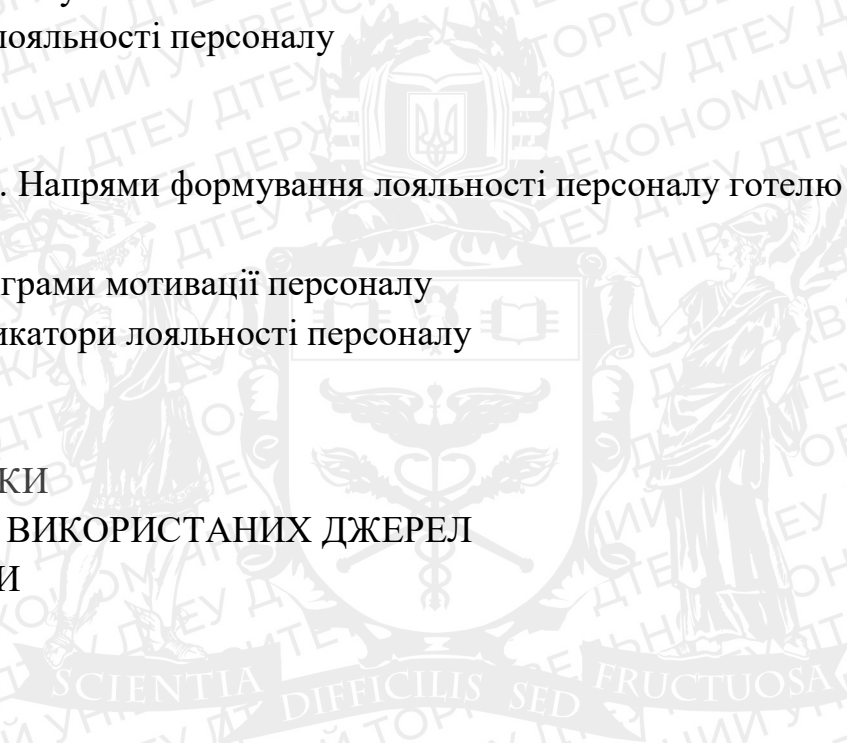 лояльності персоналу
. Напрями формування лояльності персоналу готелю
грами мотивації персоналу
икатори лояльності персоналу
КИ
ВИКОРИСТАНИХ ДЖЕРЕЛ
И
SCIENTIA DIFFICILIS SED FRUCTUOSA